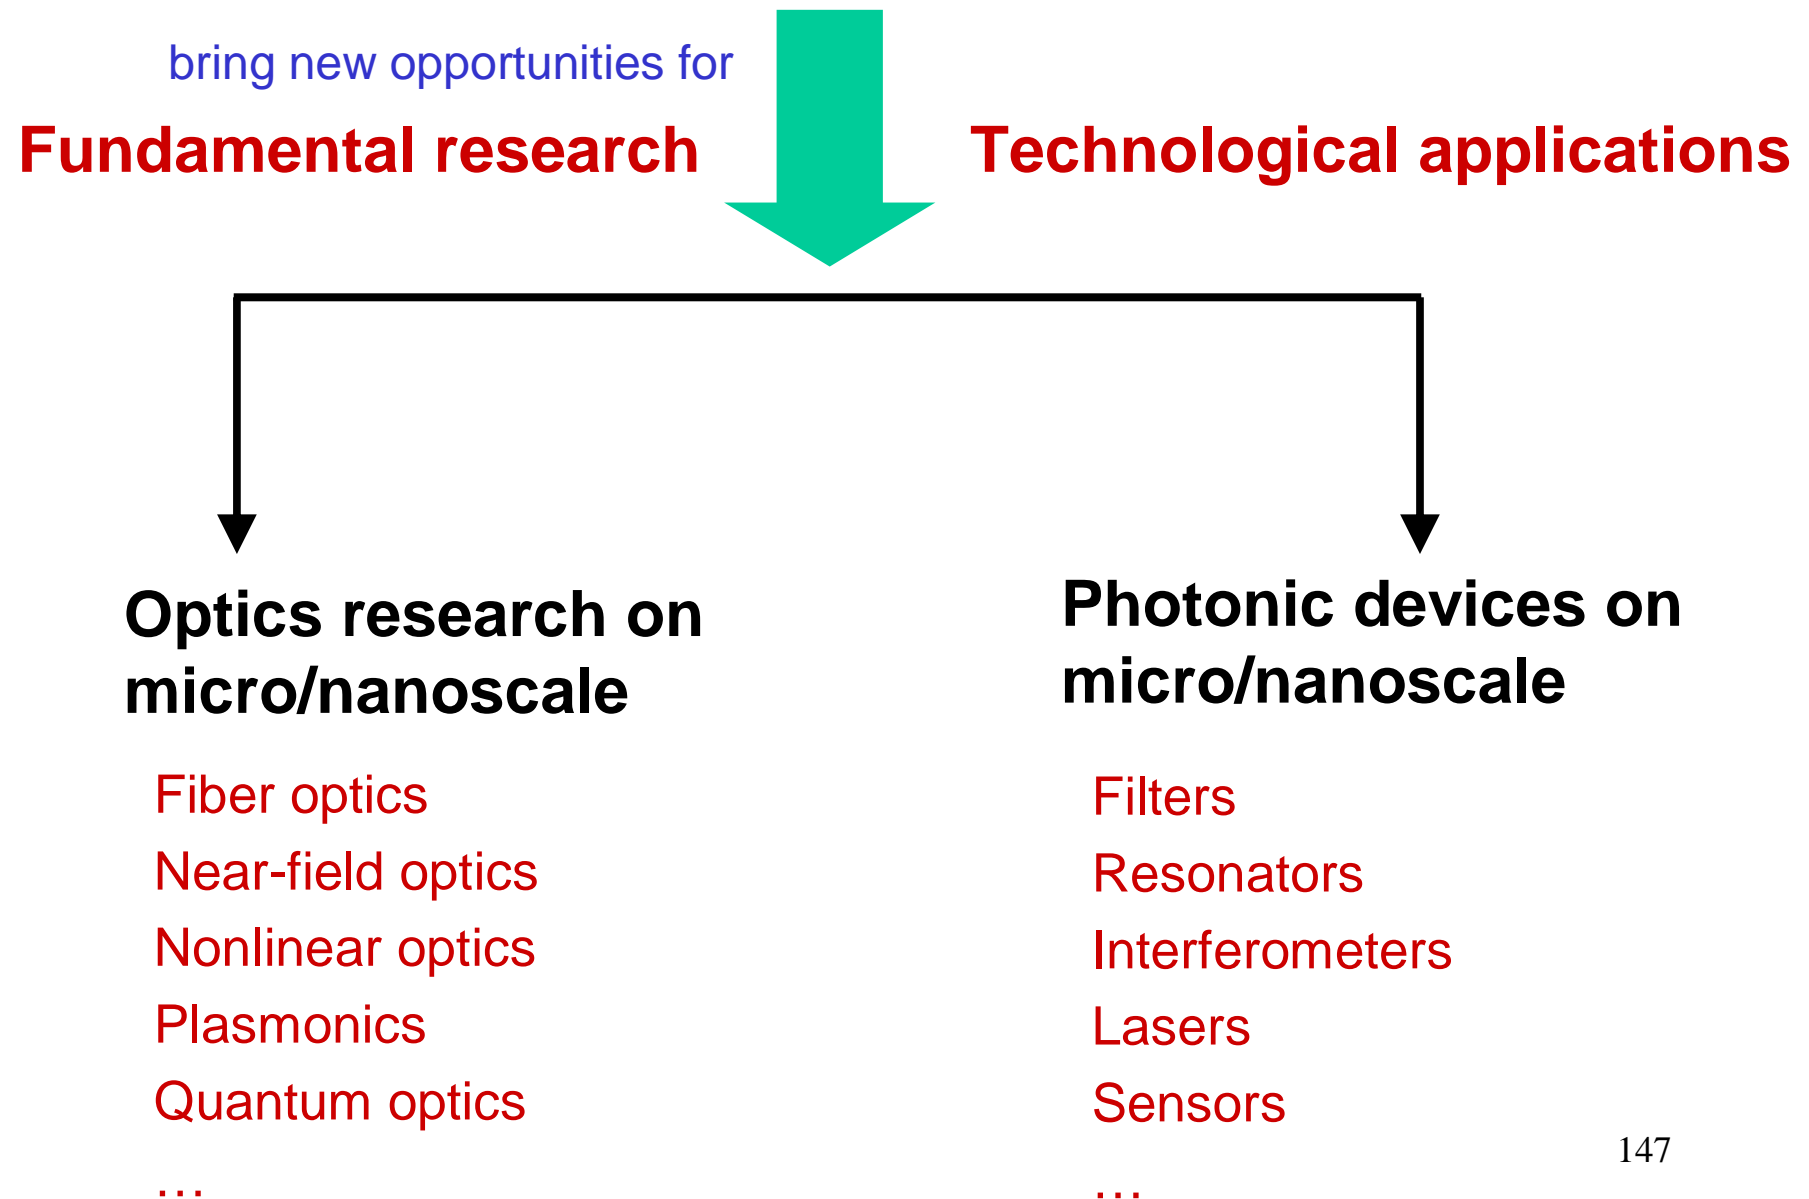 bring new opportunities for
Fundamental research
Technological applications
Optics research on
micro/nanoscale
Fiber optics
Near-field optics
Nonlinear optics
Plasmonics
Quantum optics
…
Photonic devices on
micro/nanoscale
Filters
Resonators
Interferometers
Lasers
Sensors
…
147